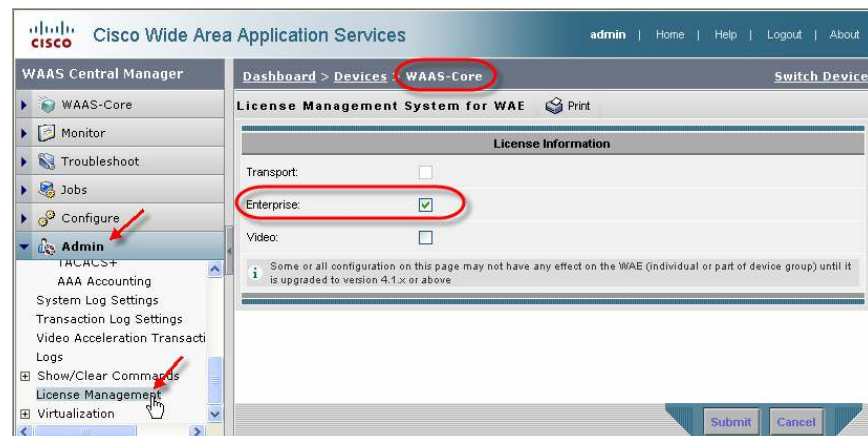 CISCO Cisco Wide Area Application Services
admin | Home | Help | Logout | About
WAAS Central Manager
Dashboard > Devices > WAAS-Core
Switch Device
WAAS-Core
Monitor
Troubleshoot
Jobs
Configure
Admin
TACACS+
AAA Accounting
System Log Settings
Transaction Log Settings
Video Acceleration Transacti
Logs
Show/Clear Commands
License Management
Virtualization
License Management System for WAE Print
License Information
Transport:
Enterprise:
Video:
Some or all configuration on this page may not have any effect on the WAE (individual or part of device group) until it
is upgraded to version 4.1.x or above
Submit Cancel